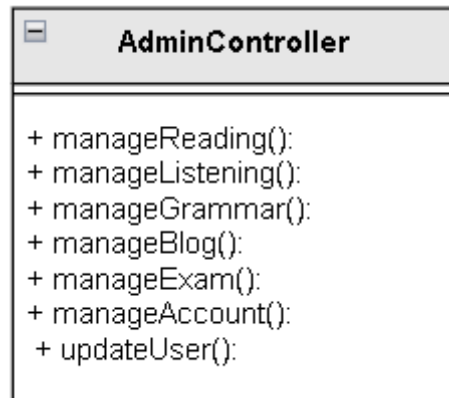 AdminController
+ manageReading():
+ manageListening():
+ manageGrammar():
+ manageBlog():
+ manageExam():
+ manageAccount():
+ updateUser():